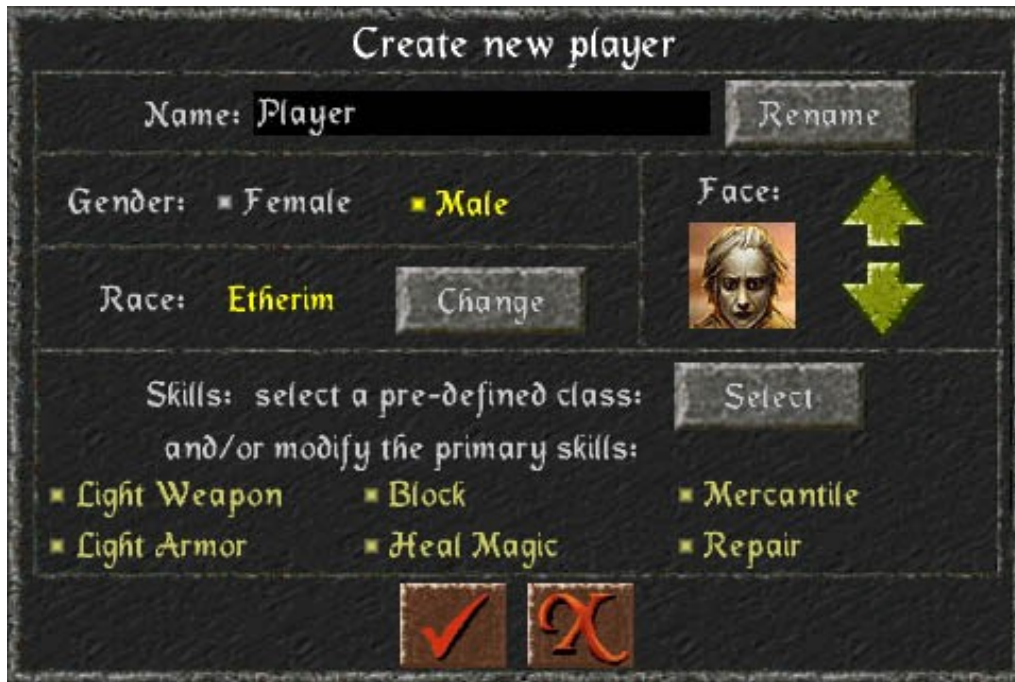 Create new player
Name: Player Rename
Gender: Female Male
Face:
Race: Etherim Change
Skills: select a pre-defined class: Select
and/or modify the primary skills:
Light Weapon Block Mercantile
Light Armor Heal Magic Repair